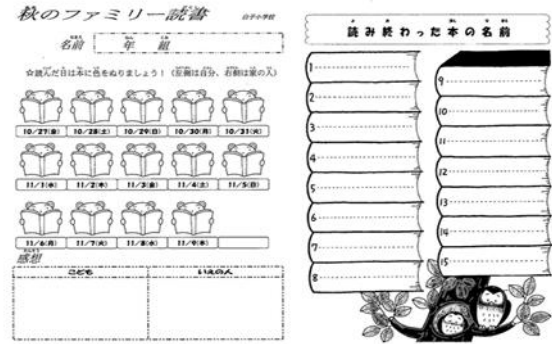 秋のファミリー読書
白子小学校
名前 年 組
☆読んだ日は本に色をぬりましょう！（左側は自分、右側は家の人）
10/27(金) 10/28(土) 10/29(日) 10/30(月) 10/31(火)
11/1(水) 11/2(木) 11/3(金) 11/4(土) 11/5(日)
11/6(月) 11/7(火) 11/8(水) 11/9(木)
感想
こども いえの人
読み終わった本の名前
1
2
3
4
5
6
7
8
9
10
11
12
13
14
15